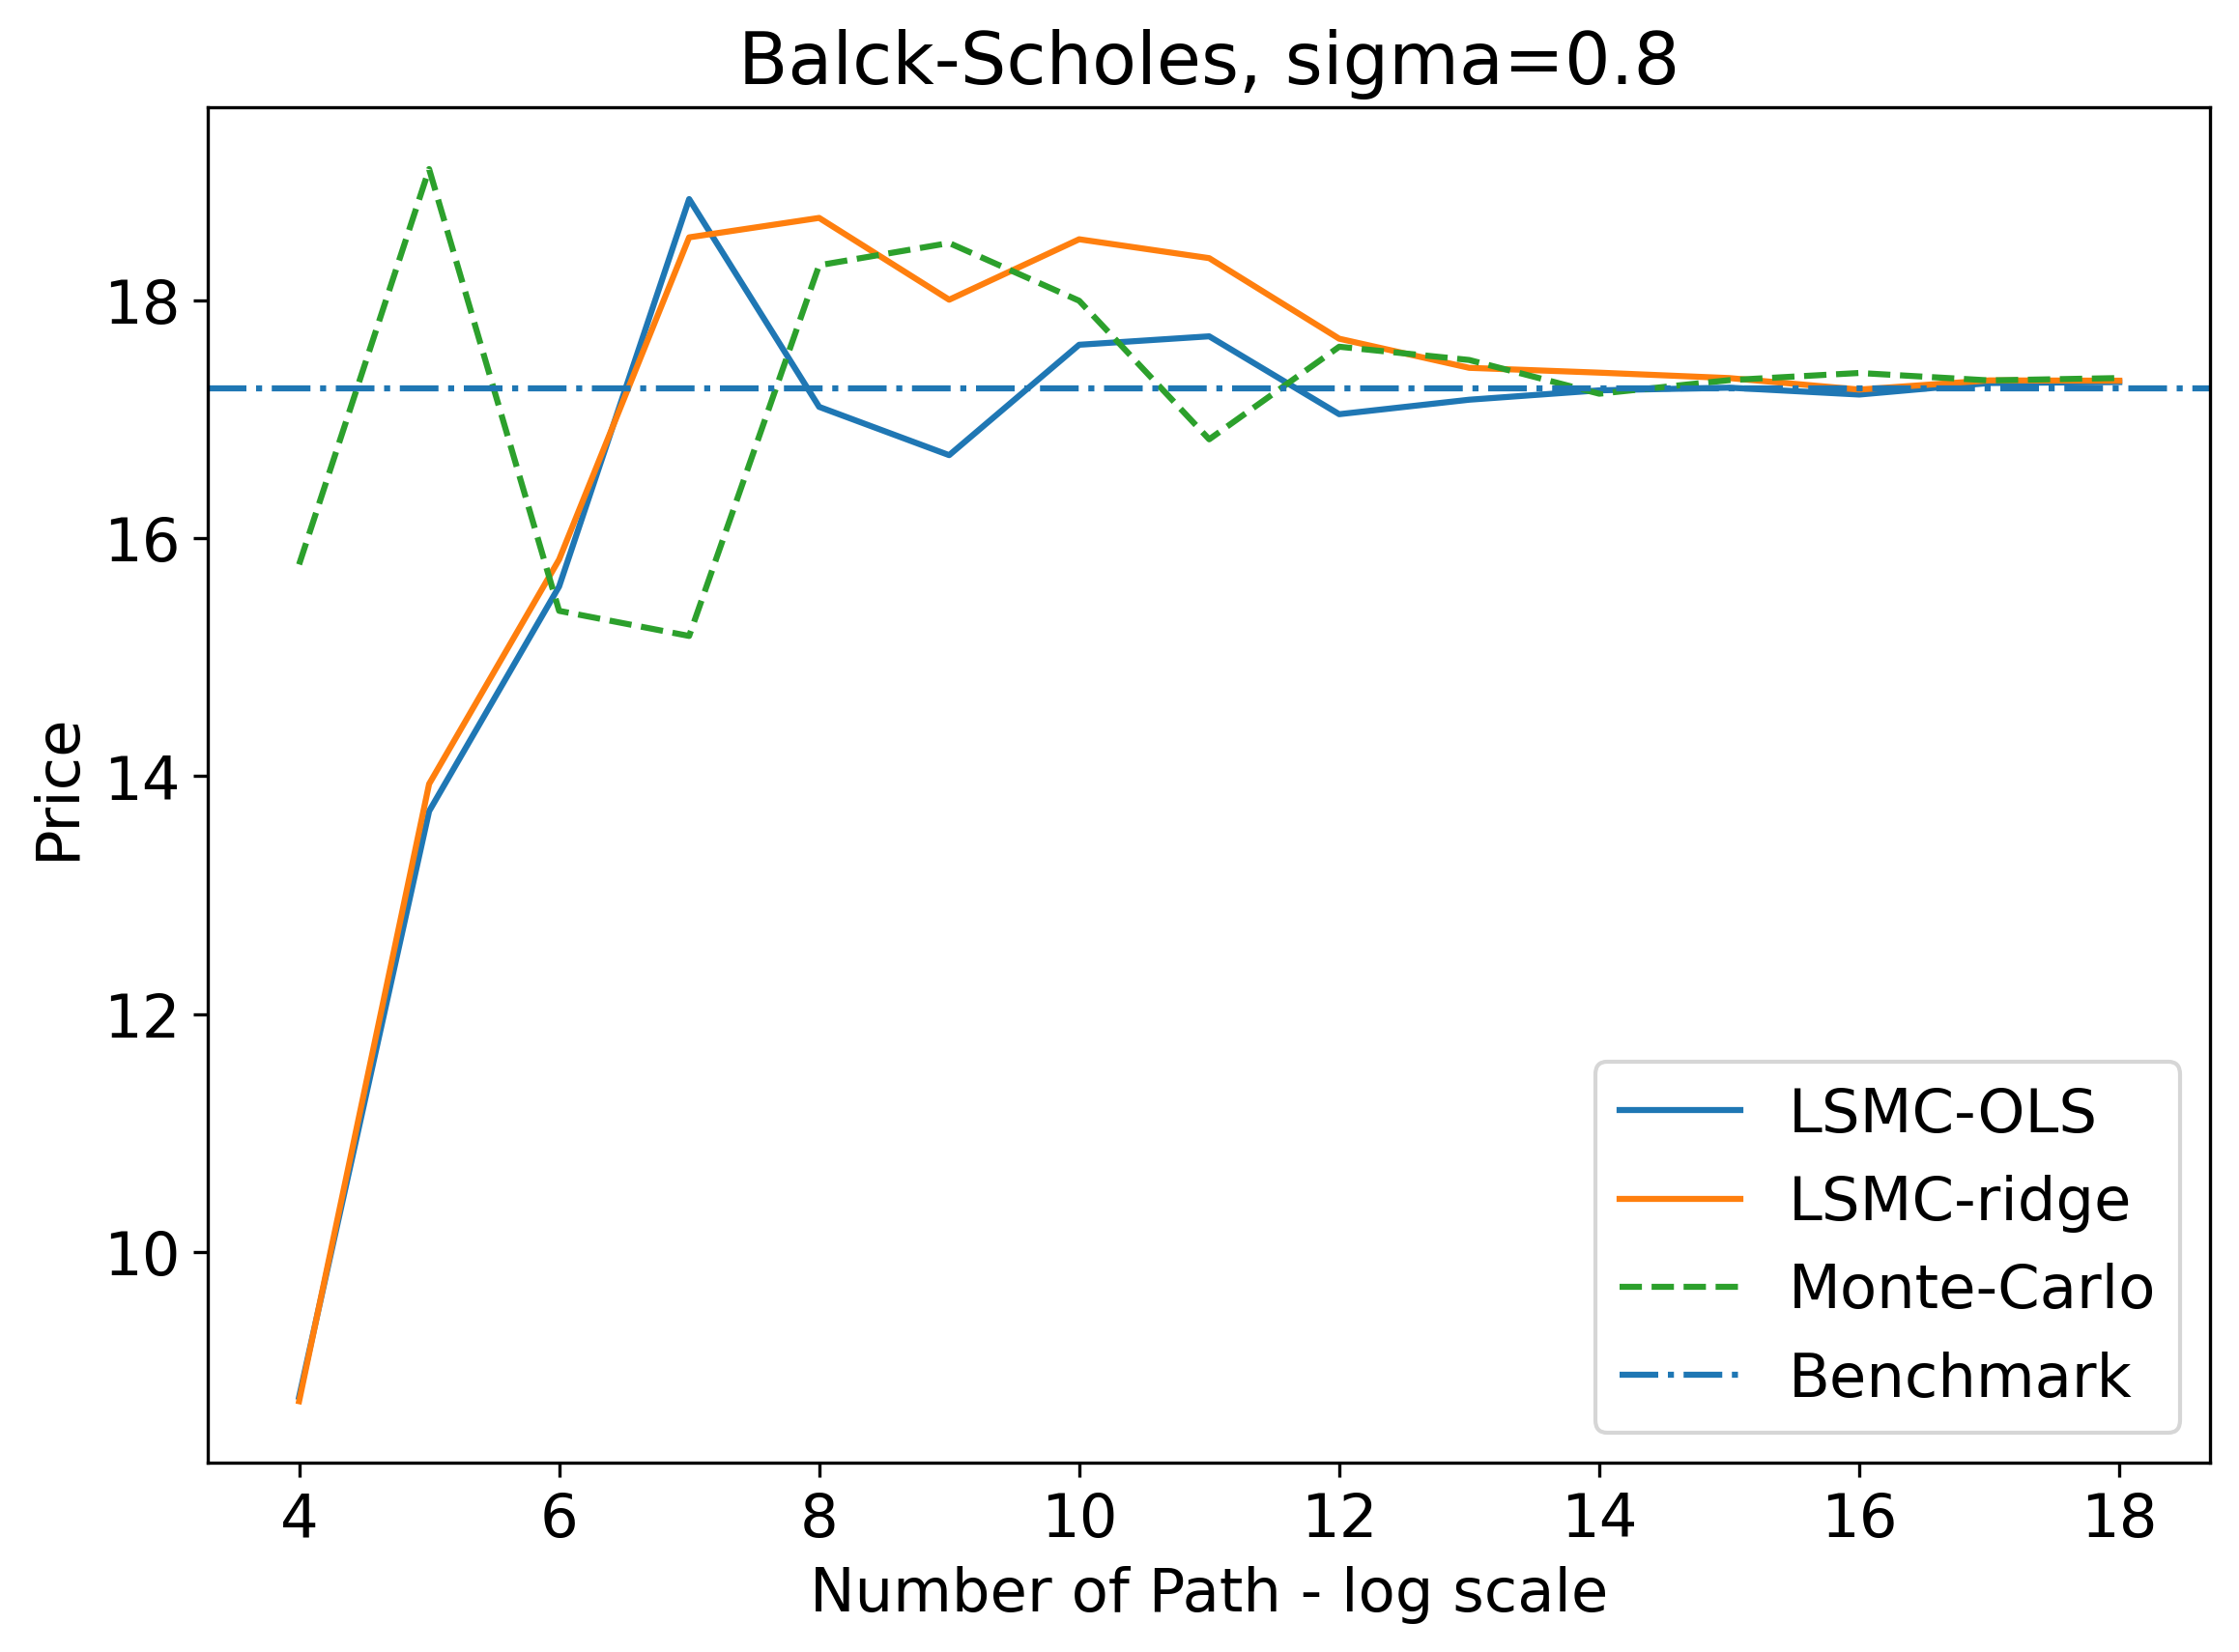 Balck-Scholes, sigma=0.8
Price
18
16
14
12
10
4 6 8 10 12 14 16 18
Number of Path - log scale
LSMC-OLS
LSMC-ridge
Monte-Carlo
Benchmark